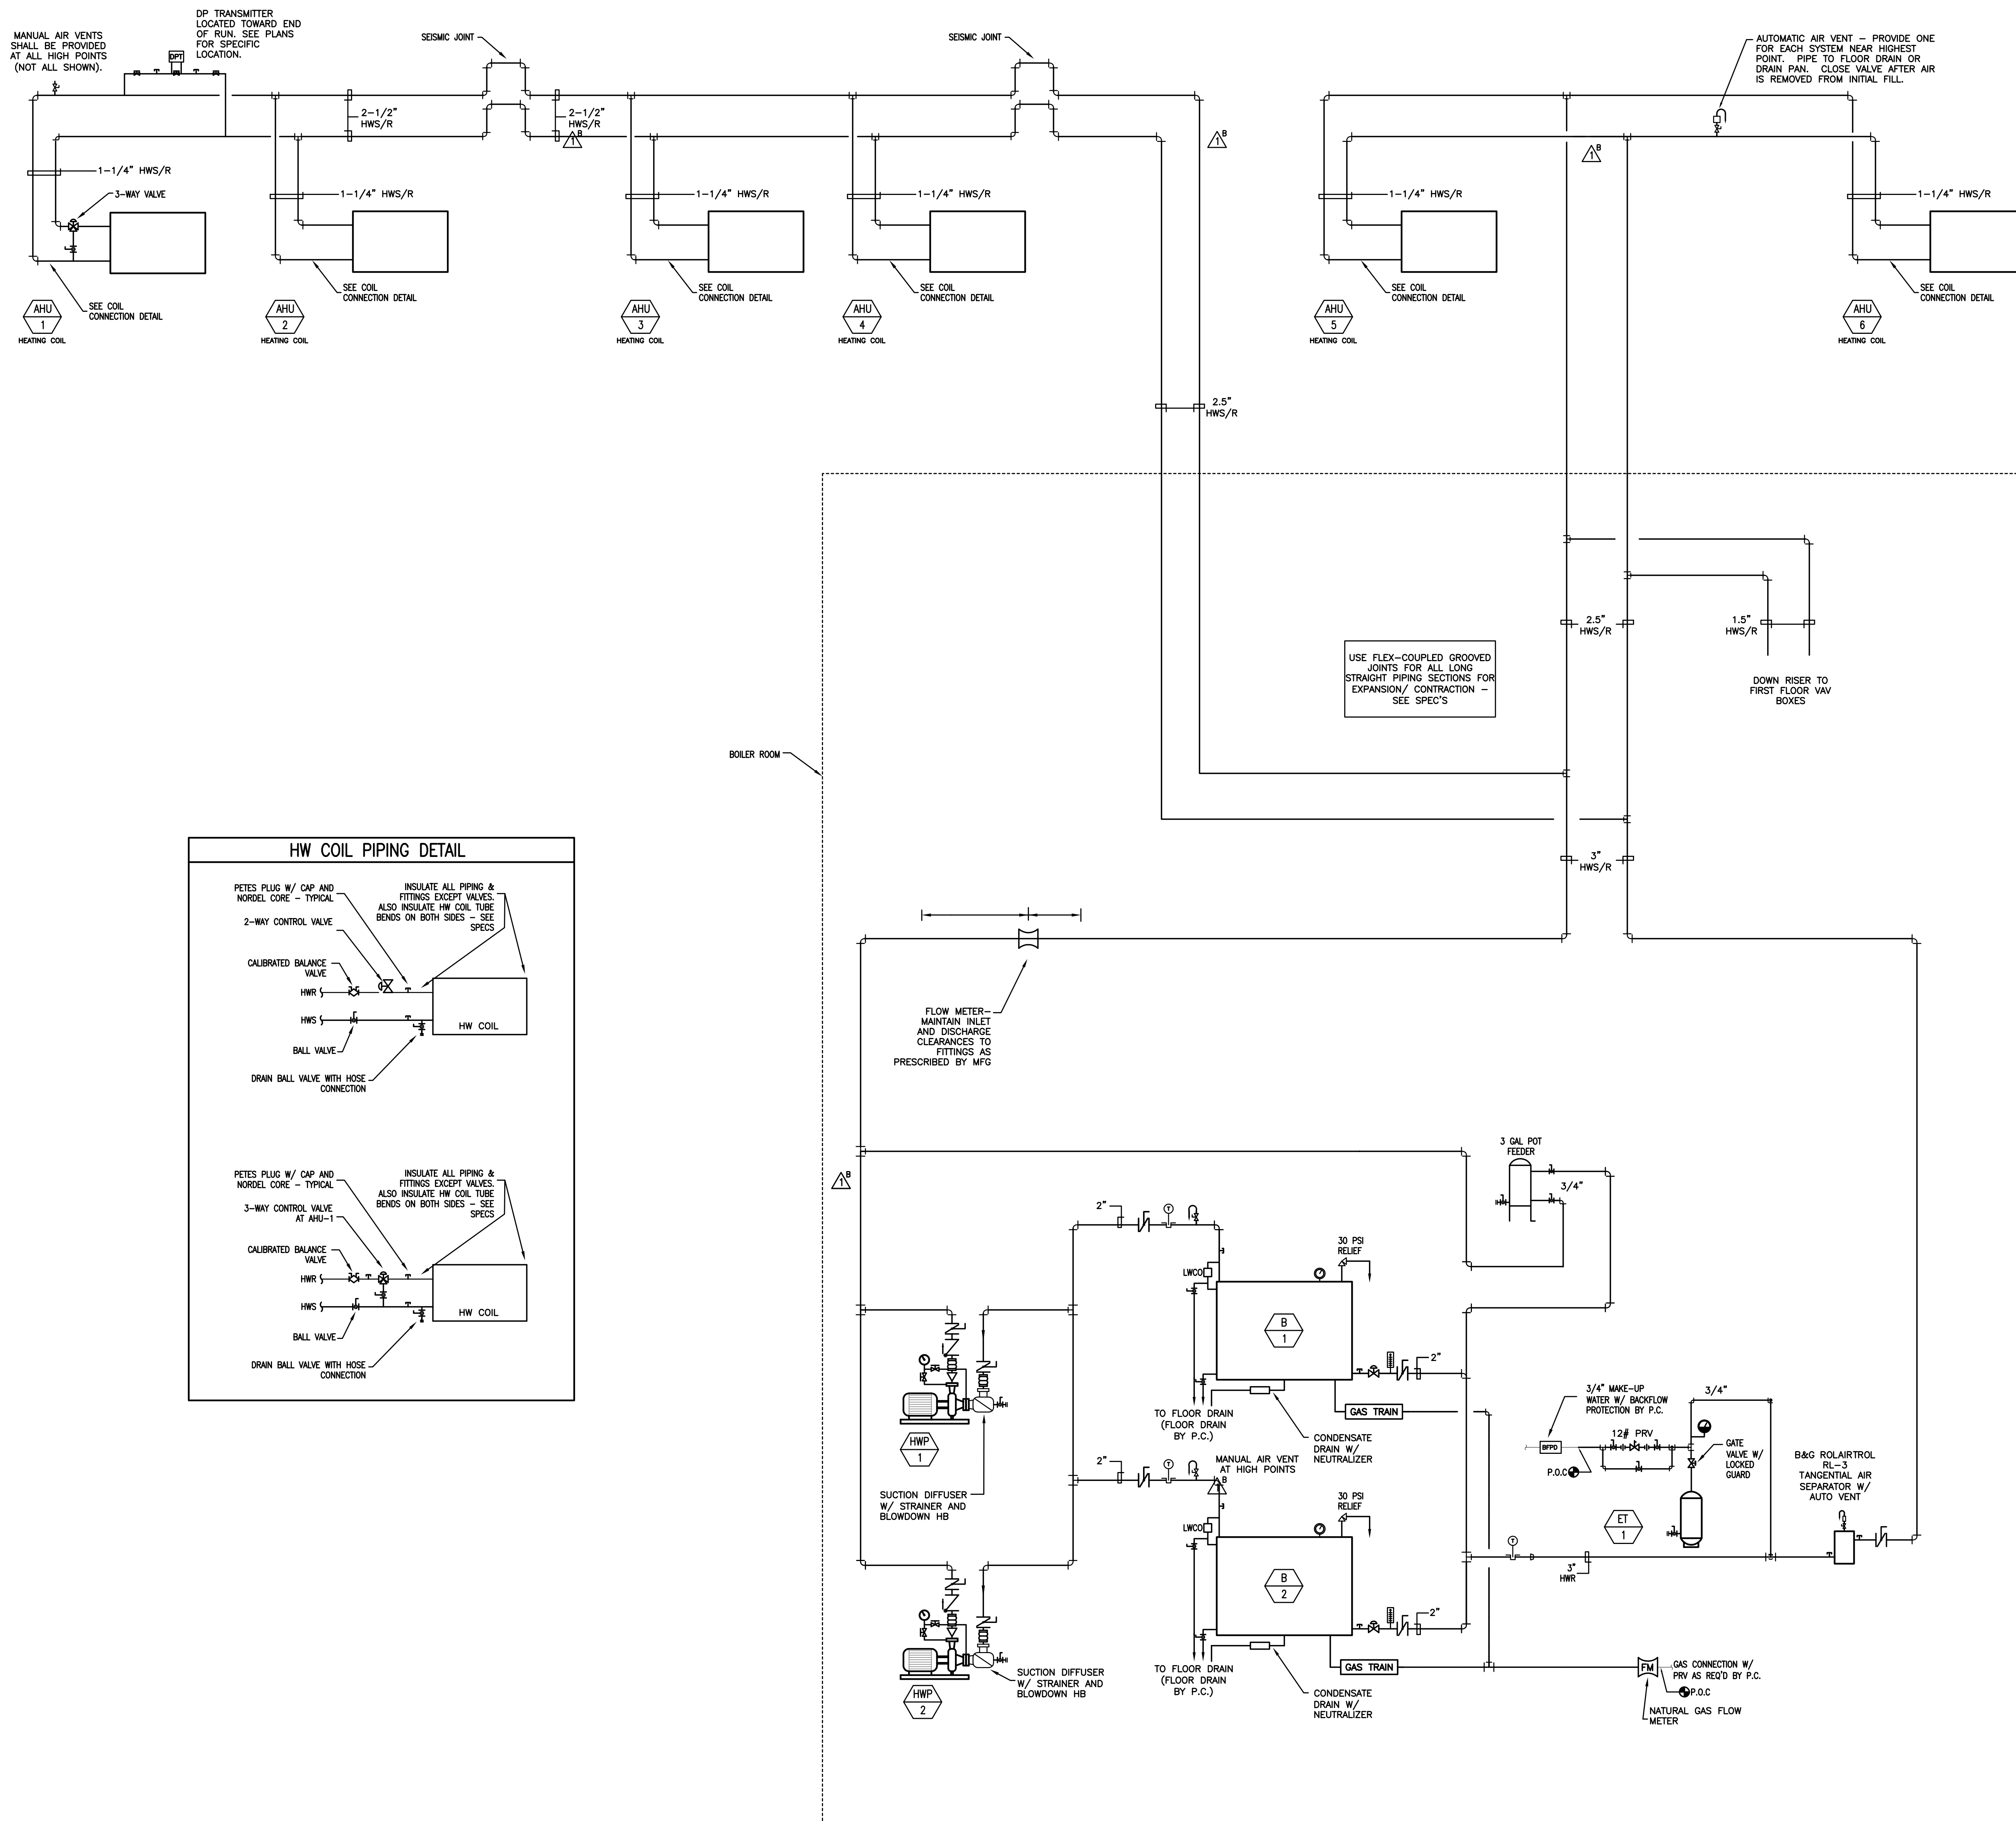 MANUAL AIR VENTS
SHALL BE PROVIDED
AT ALL HIGH POINTS
(NOT ALL SHOWN).
DP TRANSMITTER
LOCATED TOWARD END
OF RUN. SEE PLANS
FOR SPECIFIC
LOCATION.
DPT
SEISMIC JOINT
SEISMIC JOINT
AUTOMATIC AIR VENT – PROVIDE ONE
FOR EACH SYSTEM NEAR HIGHEST
POINT. PIPE TO FLOOR DRAIN OR
DRAIN PAN. CLOSE VALVE AFTER AIR
IS REMOVED FROM INITIAL FILL.
2-1/2"
HWS/R
2-1/2"
HWS/R
1 B
1 B
1 B
1-1/4" HWS/R
3-WAY VALVE
1-1/4" HWS/R
1-1/4" HWS/R
1-1/4" HWS/R
1-1/4" HWS/R
1-1/4" HWS/R
SEE COIL
CONNECTION DETAIL
AHU
1
HEATING COIL
SEE COIL
CONNECTION DETAIL
AHU
2
HEATING COIL
SEE COIL
CONNECTION DETAIL
AHU
3
HEATING COIL
SEE COIL
CONNECTION DETAIL
AHU
4
HEATING COIL
SEE COIL
CONNECTION DETAIL
AHU
5
HEATING COIL
SEE COIL
CONNECTION DETAIL
AHU
6
HEATING COIL
2.5"
HWS/R
2.5"
HWS/R
1.5"
HWS/R
USE FLEX-COUPLED GROOVED
JOINTS FOR ALL LONG
STRAIGHT PIPING SECTIONS FOR
EXPANSION/ CONTRACTION –
SEE SPEC'S
DOWN RISER TO
FIRST FLOOR VAV
BOXES
BOILER ROOM
3"
HWS/R
HW COIL PIPING DETAIL
PETES PLUG W/ CAP AND
NORDEL CORE – TYPICAL
2-WAY CONTROL VALVE
INSULATE ALL PIPING &
FITTINGS EXCEPT VALVES.
ALSO INSULATE HW COIL TUBE
BENDS ON BOTH SIDES – SEE
SPECS
CALIBRATED BALANCE
VALVE
HWR
HWS
HW COIL
BALL VALVE
DRAIN BALL VALVE WITH HOSE
CONNECTION
PETES PLUG W/ CAP AND
NORDEL CORE – TYPICAL
3-WAY CONTROL VALVE
AT AHU-1
INSULATE ALL PIPING &
FITTINGS EXCEPT VALVES.
ALSO INSULATE HW COIL TUBE
BENDS ON BOTH SIDES – SEE
SPECS
CALIBRATED BALANCE
VALVE
HWR
HWS
HW COIL
BALL VALVE
DRAIN BALL VALVE WITH HOSE
CONNECTION
FLOW METER–
MAINTAIN INLET
AND DISCHARGE
CLEARANCES TO
FITTINGS AS
PRESCRIBED BY MFG
1 B
3 GAL POT
FEEDER
3/4"
2"
T
30 PSI
RELIEF
LWCO
B
1
2"
TO FLOOR DRAIN
(FLOOR DRAIN
BY P.C.)
GAS TRAIN
CONDENSATE
DRAIN W/
NEUTRALIZER
HWP
1
SUCTION DIFFUSER
W/ STRAINER AND
BLOWDOWN HB
3/4" MAKE-UP
WATER W/ BACKFLOW
PROTECTION BY P.C.
3/4"
12# PRV
BFPD
P.O.C
GATE
VALVE W/
LOCKED
GUARD
B&G ROLAIRTROL
RL-3
TANGENTIAL AIR
SEPARATOR W/
AUTO VENT
ET
1
T
3"
HWR
2"
T
MANUAL AIR VENT
AT HIGH POINTS
1 B
30 PSI
RELIEF
LWCO
B
2
2"
TO FLOOR DRAIN
(FLOOR DRAIN
BY P.C.)
GAS TRAIN
CONDENSATE
DRAIN W/
NEUTRALIZER
HWP
2
SUCTION DIFFUSER
W/ STRAINER AND
BLOWDOWN HB
FM
GAS CONNECTION W/
PRV AS REQ'D BY P.C.
P.O.C
NATURAL GAS FLOW
METER